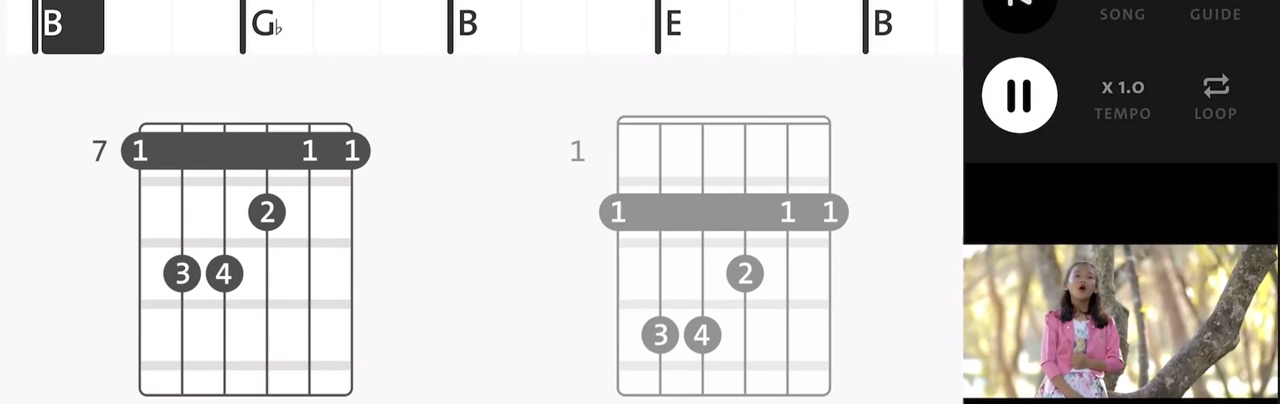 B G♭ B E B
SONG GUIDE
x 1.0
TEMPO LOOP
7 1 1 1
2
3 4
1
1 1 1
2
3 4